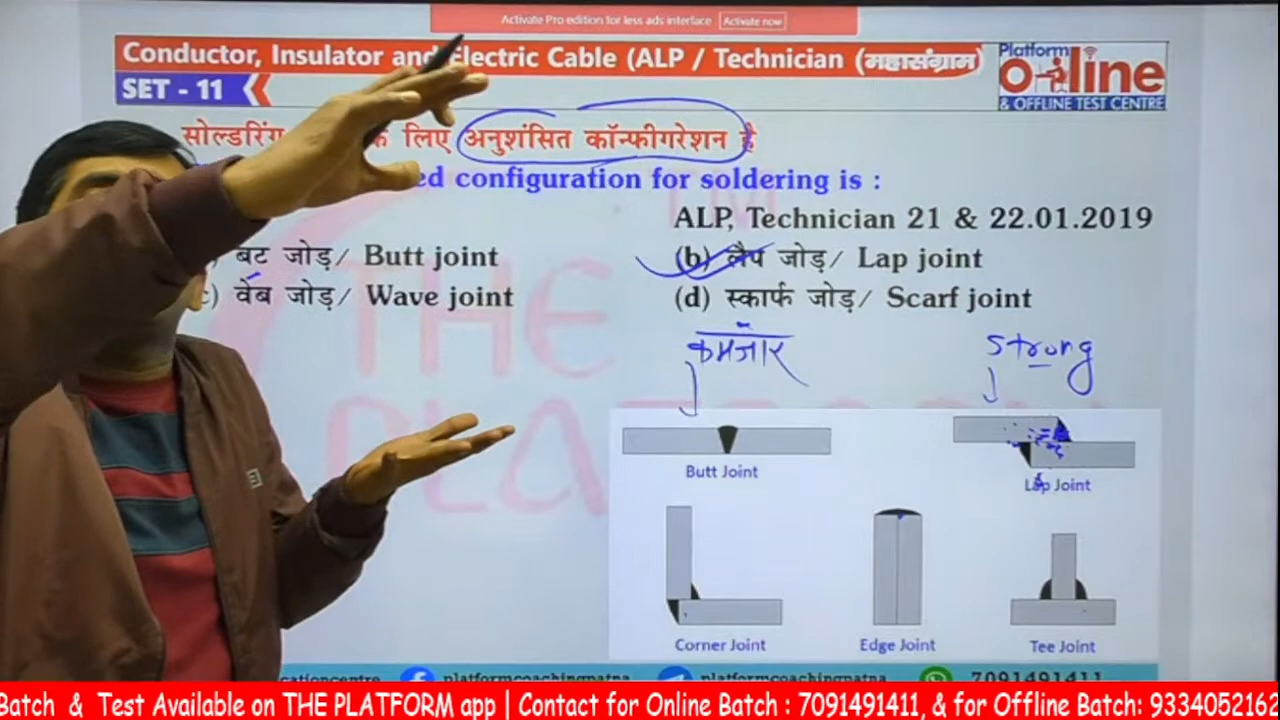 Activate Pro edition for less ads interface Activate now
Conductor, Insulator and Electric Cable (ALP / Technician (महासंग्राम)
Platform
Online
& OFFLINE TEST CENTRE
SET - 11
सोल्डरिंग के लिए अनुशंसित कॉन्फीगरेशन है
configuration for soldering is :
ALP, Technician 21 & 22.01.2019
बट जोड़/ Butt joint
(b) लैप जोड़/ Lap joint
वेब जोड़/ Wave joint
(d) स्कार्फ जोड़/ Scarf joint
कमजोर
Strong
THE
Butt Joint
Lap Joint
Corner Joint
Edge Joint
Tee Joint
platformcoachingpatna
platformcoachingpatna
7091491411
Batch & Test Available on THE PLATFORM app | Contact for Online Batch : 7091491411, & for Offline Batch: 9334052162